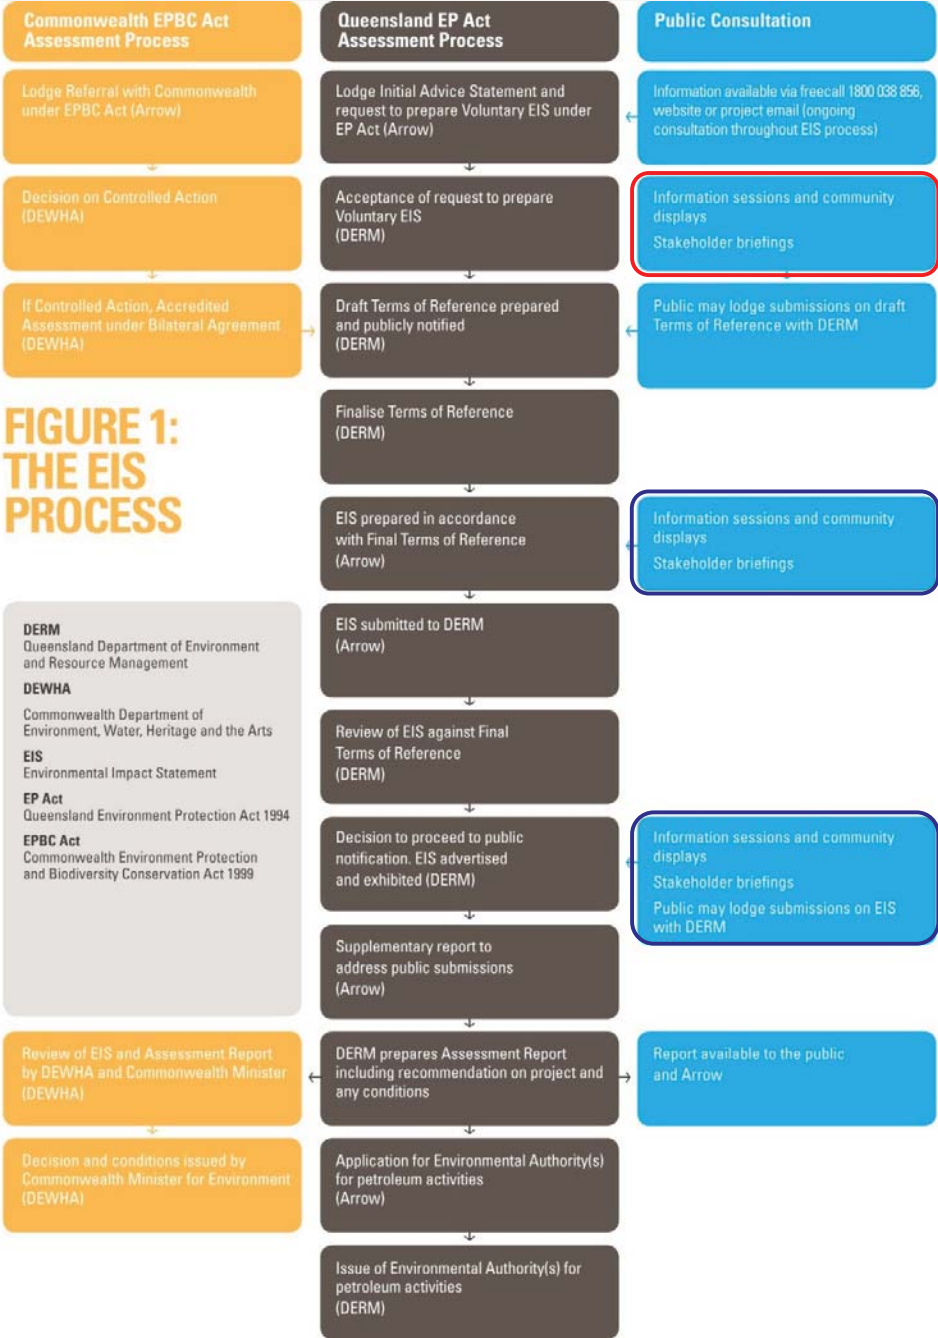 Commonwealth EPBC Act
Assessment Process
Queensland EP Act
Assessment Process
Public Consultation
Lodge Referral with Commonwealth
under EPBC Act (Arrow)
Lodge Initial Advice Statement and
request to prepare Voluntary EIS under
EP Act (Arrow)
Information available via freecall 1800 038 856,
website or project email (ongoing
consultation throughout EIS process)
Decision on Controlled Action
(DEWHA)
Acceptance of request to prepare
Voluntary EIS
(DERM)
Information sessions and community
displays
Stakeholder briefings
If Controlled Action, Accredited
Assessment under Bilateral Agreement
(DEWHA)
Draft Terms of Reference prepared
and publicly notified
(DERM)
Public may lodge submissions on draft
Terms of Reference with DERM
FIGURE 1:
THE EIS
PROCESS
Finalise Terms of Reference
(DERM)
EIS prepared in accordance
with Final Terms of Reference
(Arrow)
Information sessions and community
displays
Stakeholder briefings
DERM
Queensland Department of Environment
and Resource Management
DEWHA
Commonwealth Department of
Environment, Water, Heritage and the Arts
EIS
Environmental Impact Statement
EP Act
Queensland Environment Protection Act 1994
EPBC Act
Commonwealth Environment Protection
and Biodiversity Conservation Act 1999
EIS submitted to DERM
(Arrow)
Review of EIS against Final
Terms of Reference
(DERM)
Decision to proceed to public
notification. EIS advertised
and exhibited (DERM)
Information sessions and community
displays
Stakeholder briefings
Public may lodge submissions on EIS
with DERM
Supplementary report to
address public submissions
(Arrow)
Review of EIS and Assessment Report
by DEWHA and Commonwealth Minister
(DEWHA)
DERM prepares Assessment Report
including recommendation on project and
any conditions
Report available to the public
and Arrow
Decision and conditions issued by
Commonwealth Minister for Environment
(DEWHA)
Application for Environmental Authority(s)
for petroleum activities
(Arrow)
Issue of Environmental Authority(s) for
petroleum activities
(DERM)